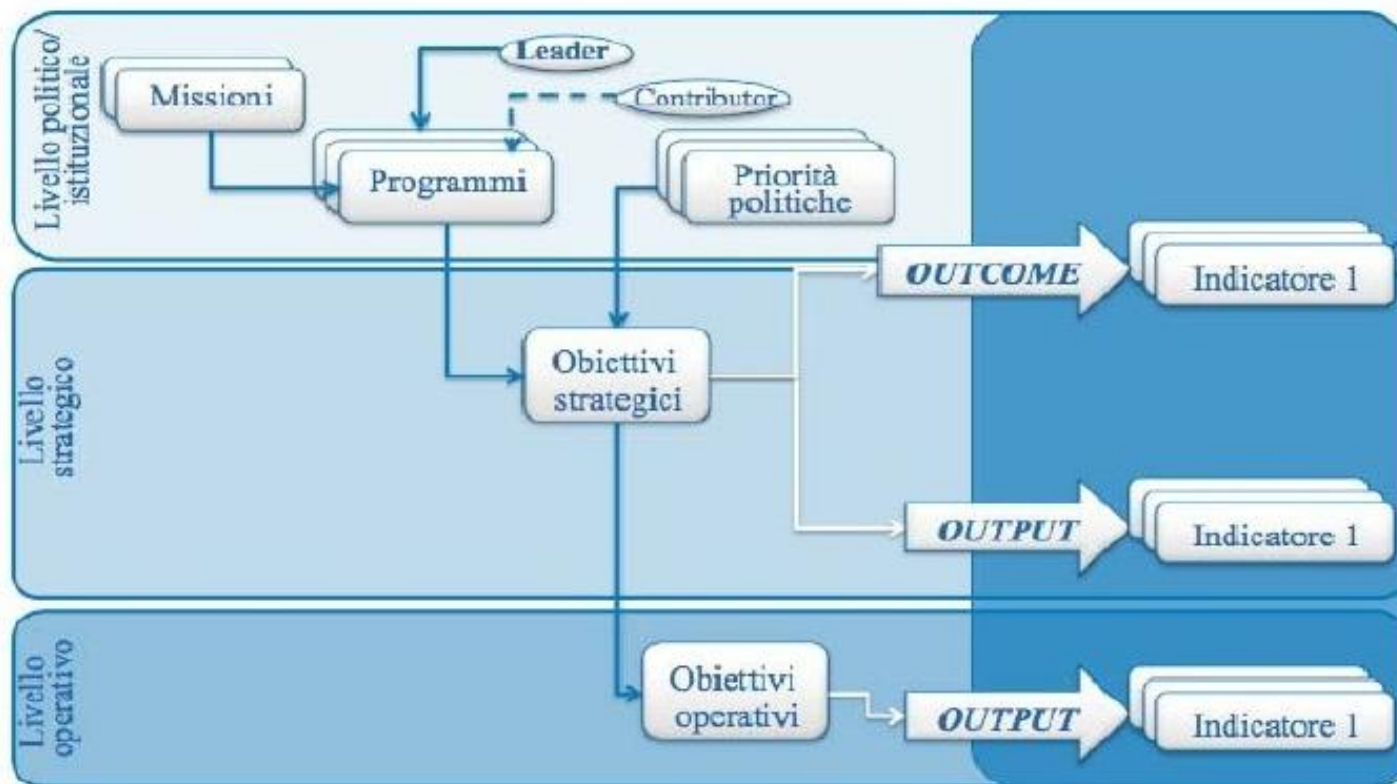 Livello politico/
istituzionale
Missioni
Leader
Contributor
Programmi
Priorità
politiche
OUTCOME
Indicatore 1
Livello
strategico
Obiettivi
strategici
OUTPUT
Indicatore 1
Livello
operativo
Obiettivi
operativi
OUTPUT
Indicatore 1